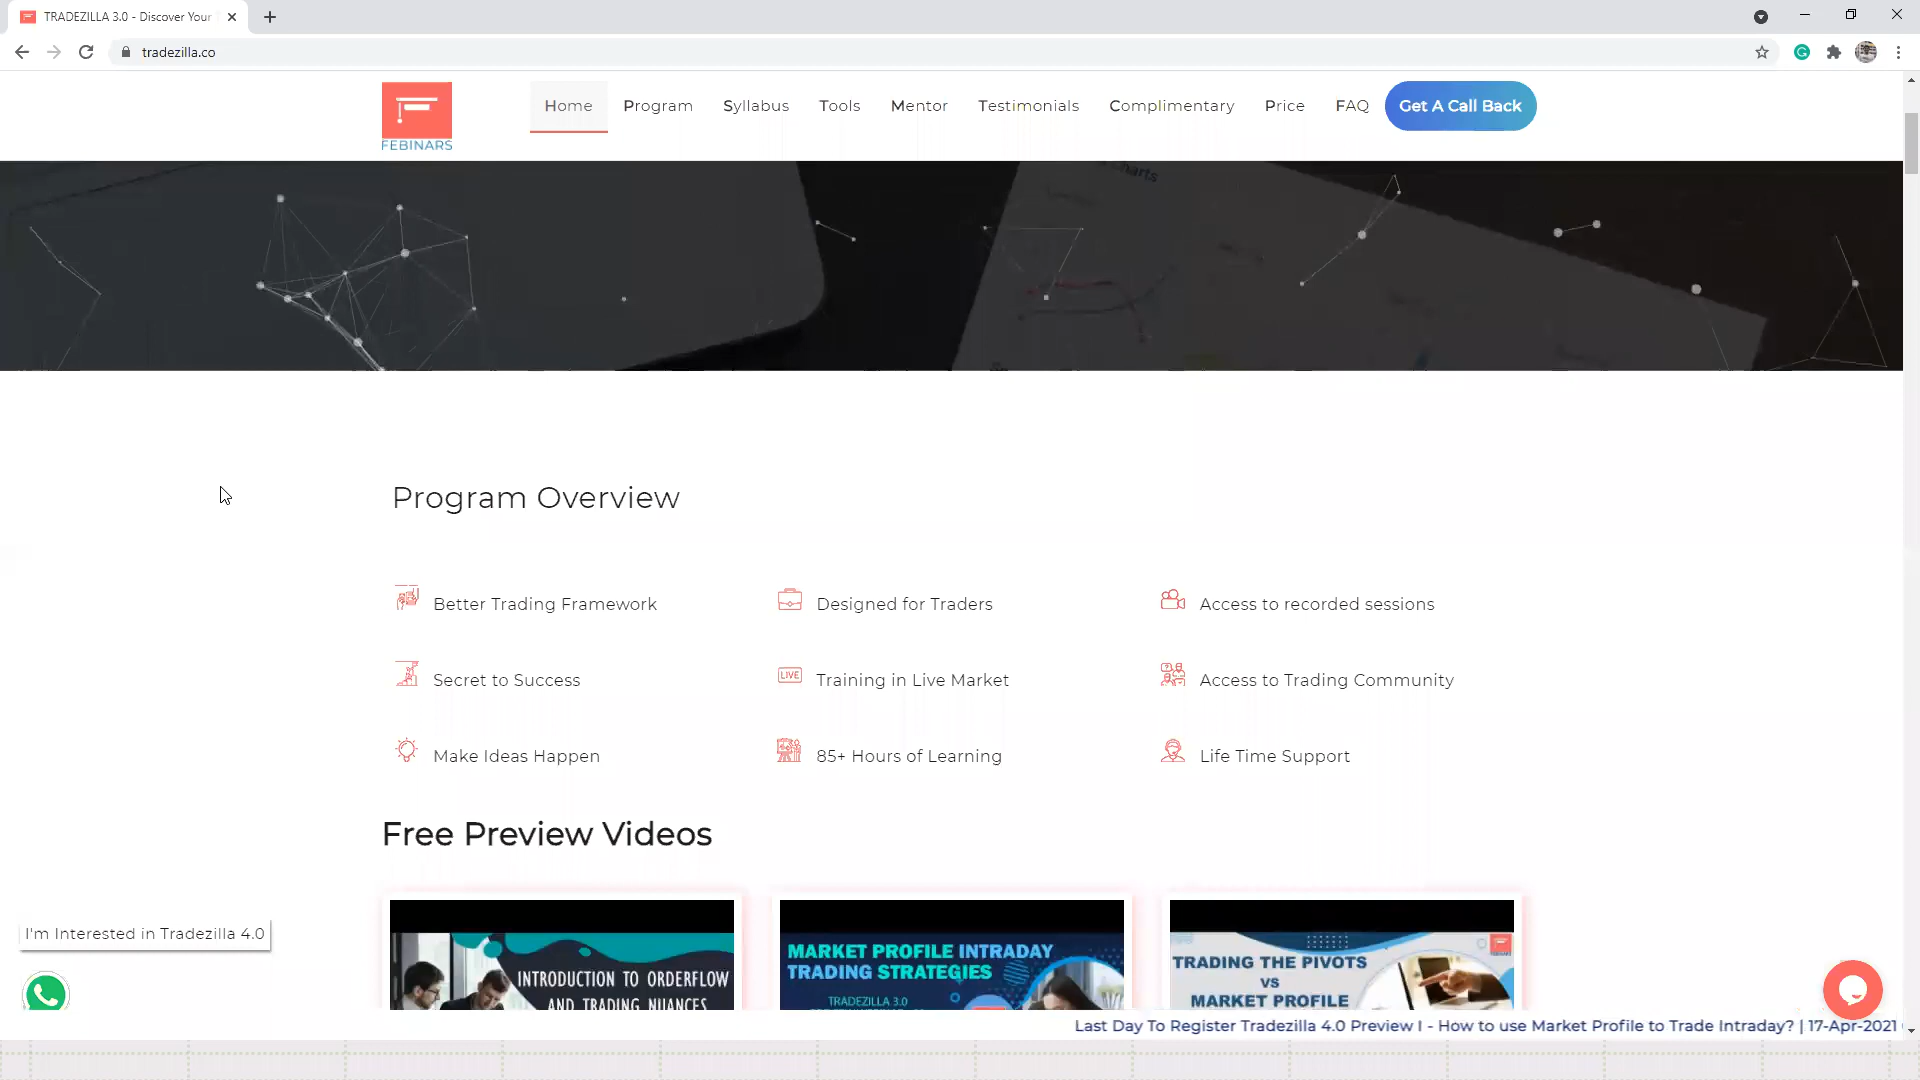 TRADEZILLA 3.0 - Discover Your
tradezilla.co
FEBINARS
Home
Program
Syllabus
Tools
Mentor
Testimonials
Complimentary
Price
FAQ
Get A Call Back
Program Overview
Better Trading Framework
Designed for Traders
Access to recorded sessions
Secret to Success
LIVE
Training in Live Market
Access to Trading Community
Make Ideas Happen
85+ Hours of Learning
Life Time Support
Free Preview Videos
INTRODUCTION TO ORDERFLOW
AND TRADING NUANCES
MARKET PROFILE INTRADAY
TRADING STRATEGIES
TRADEZILLA 3.0
TRADING THE PIVOTS
VS
MARKET PROFILE
I'm Interested in Tradezilla 4.0
Last Day To Register Tradezilla 4.0 Preview I - How to use Market Profile to Trade Intraday? | 17-Apr-2021